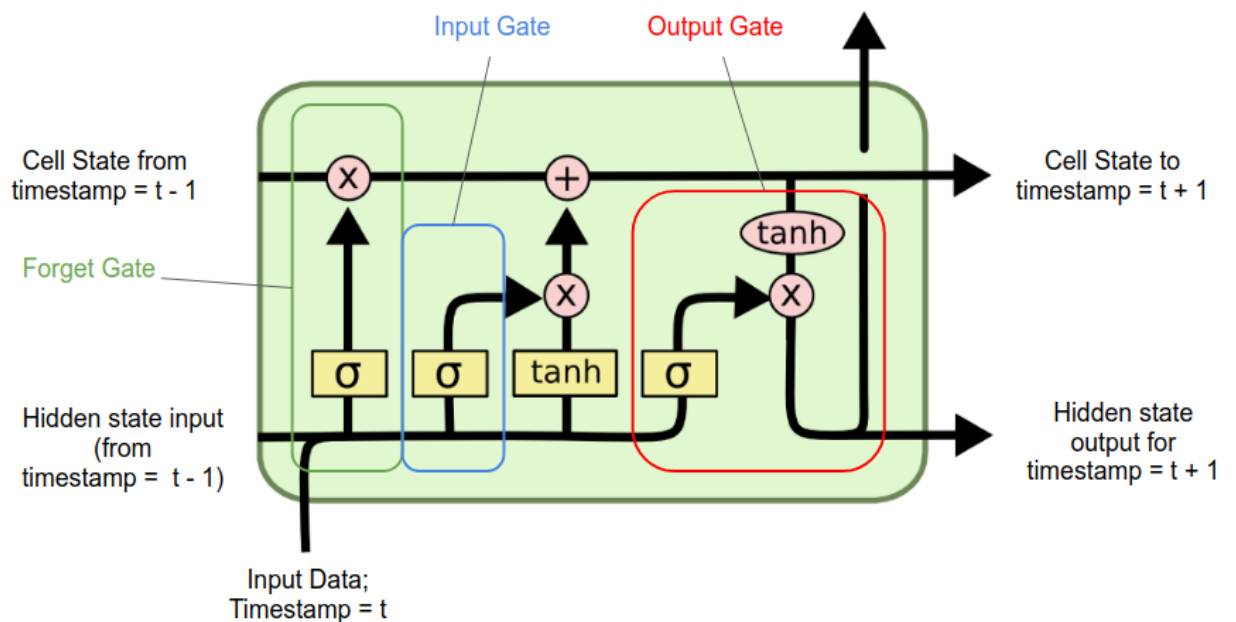 Input Gate
Output Gate
Cell State from
timestamp = t - 1
x
+
Cell State to
timestamp = t + 1
tanh
Forget Gate
x
x
σ
σ
tanh
σ
Hidden state input
(from
timestamp = t - 1)
Hidden state
output for
timestamp = t + 1
Input Data;
Timestamp = t